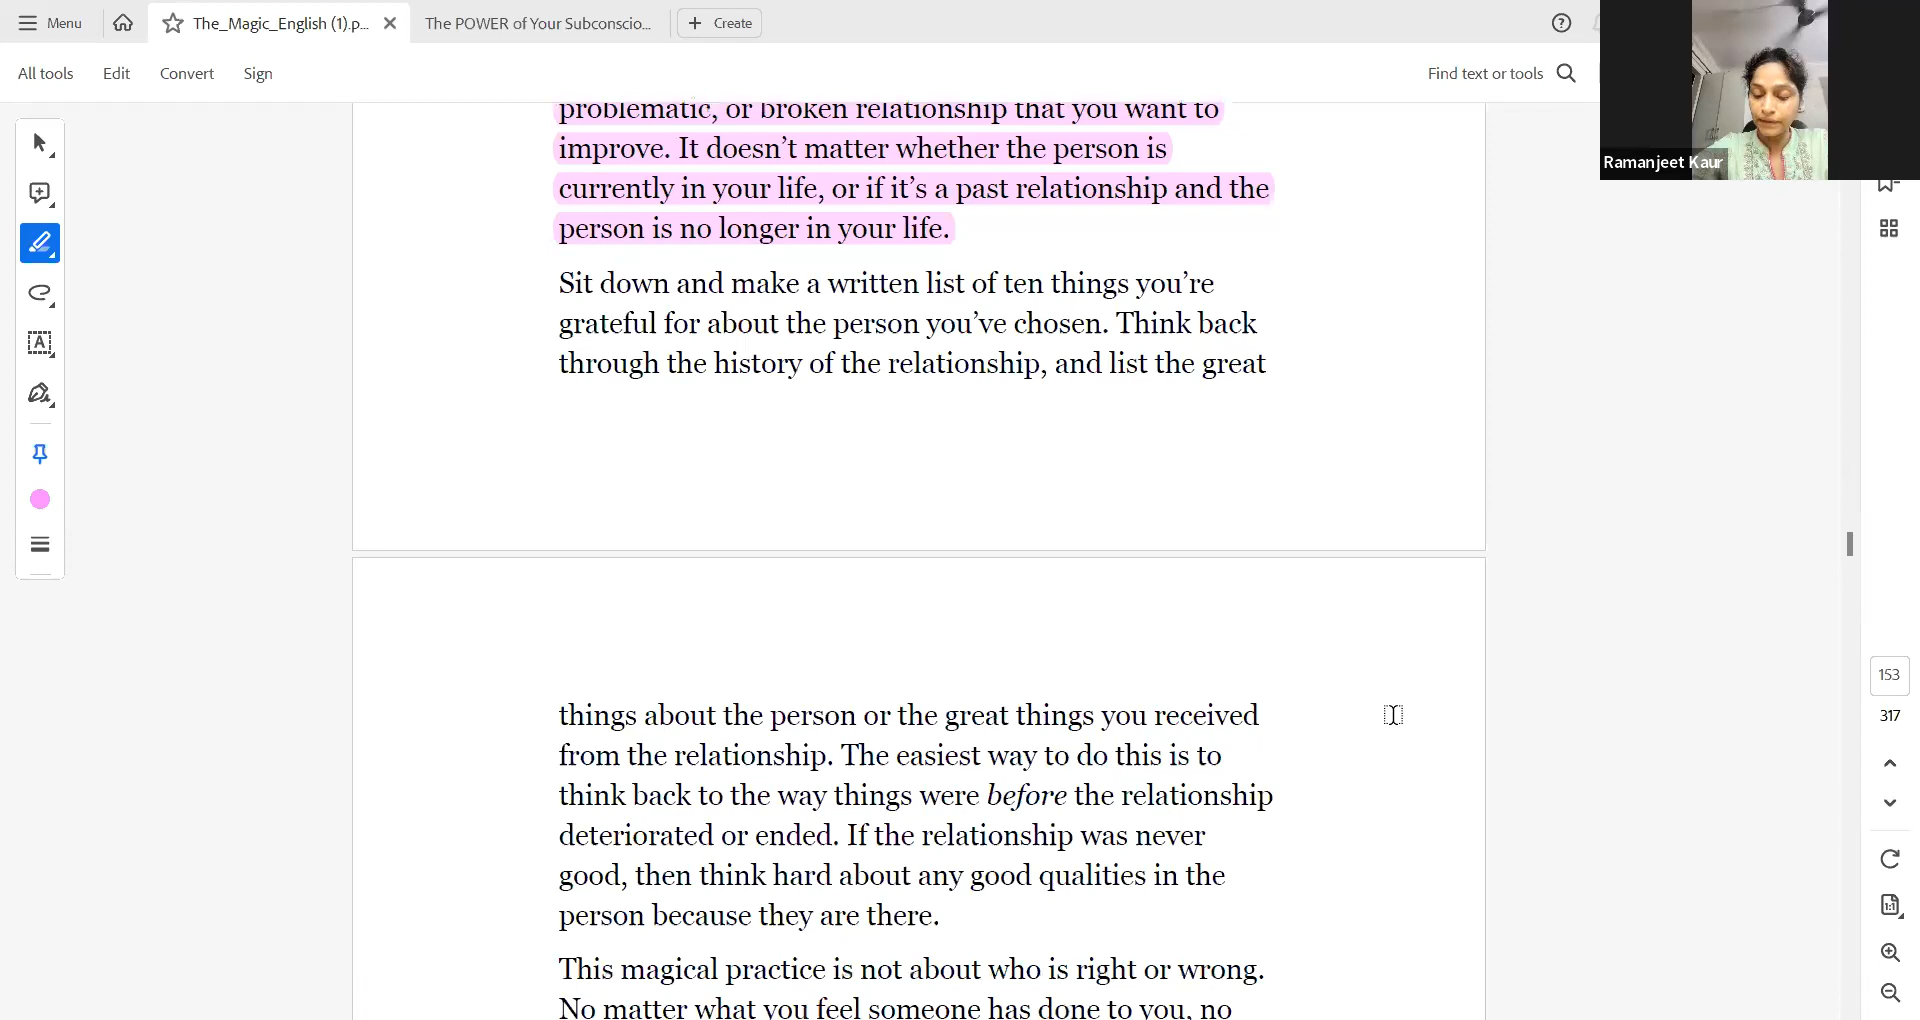 Menu
The_Magic_English (1).p...
The POWER of Your Subconscio...
Create
All tools
Edit
Convert
Sign
Find text or tools
Ramanjeet Kaur
problematic, or broken relationship that you want to
improve. It doesn’t matter whether the person is
currently in your life, or if it’s a past relationship and the
person is no longer in your life.
Sit down and make a written list of ten things you’re
grateful for about the person you’ve chosen. Think back
through the history of the relationship, and list the great
things about the person or the great things you received
from the relationship. The easiest way to do this is to
think back to the way things were before the relationship
deteriorated or ended. If the relationship was never
good, then think hard about any good qualities in the
person because they are there.
This magical practice is not about who is right or wrong.
No matter what you feel someone has done to you, no
153
317